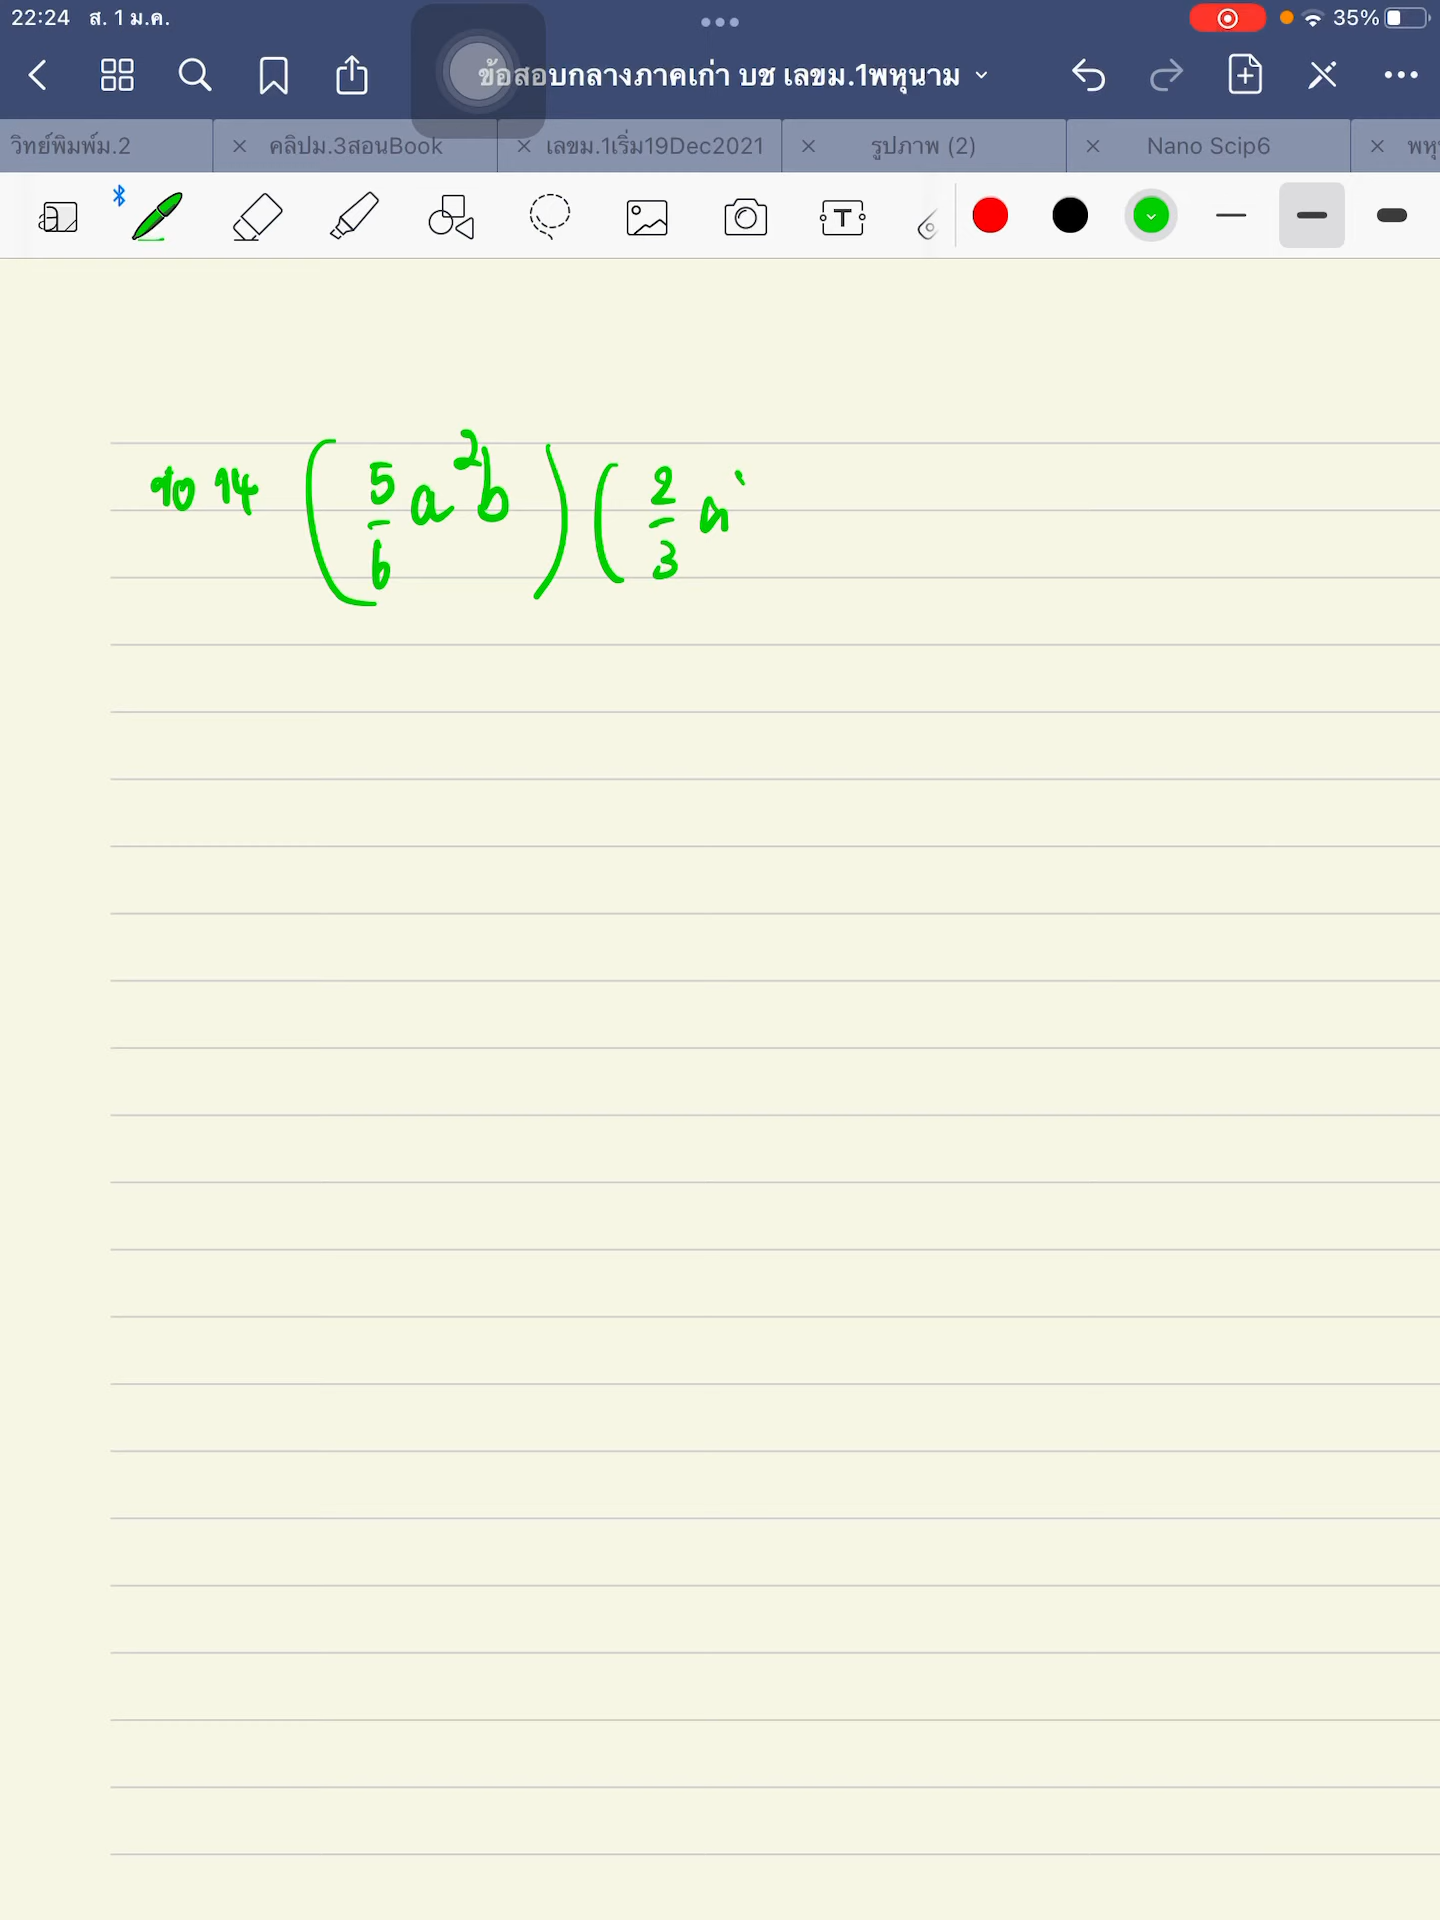 22:24 ส. 1 ม.ค. 35%
ข้อสอบกลางภาคเก่า บช เลขม.1พหุนาม
วิทย์พิมพ์ม.2 × คลิปม.3สอนBook × เลขม.1เริ่ม19Dec2021 × รูปภาพ (2) × Nano Scip6 × พหุ
T
ข้อ 14 (5/6 a²b) (2/3 a